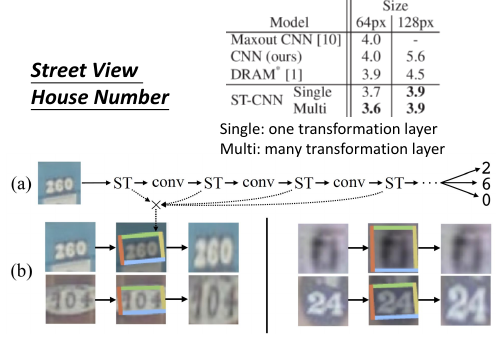 Street View
House Number
Size
Model 64px 128px
Maxout CNN [10] 4.0 -
CNN (ours) 4.0 5.6
DRAM* [1] 3.9 4.5
ST-CNN Single 3.7 3.9
Multi 3.6 3.9
Single: one transformation layer
Multi: many transformation layer
(a) 260 ST conv ST conv ST conv ST ··· 2
6
0
×
(b) 260 260 260
104 104 104
24 24 24